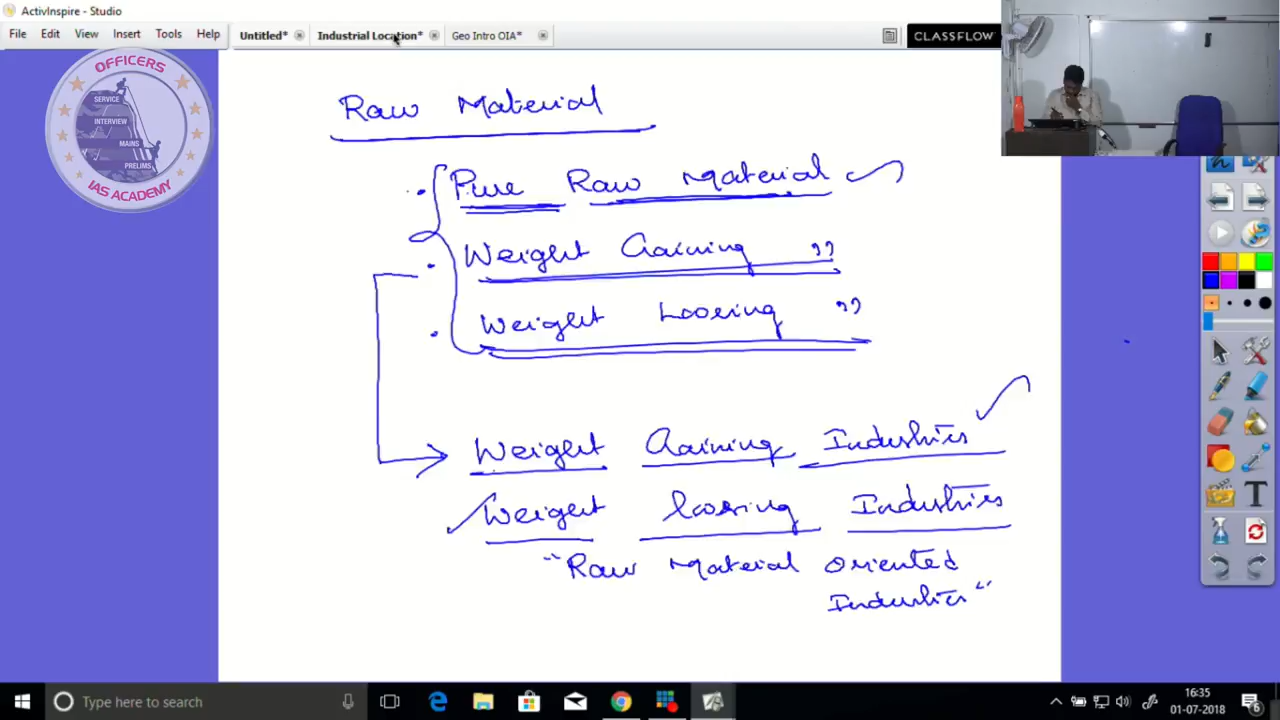 ActivInspire - Studio
File Edit View Insert Tools Help
Untitled* Industrial Location* Geo Intro OIA* CLASSFLOW
OFFICERS
SERVICE
INTERVIEW
MAINS
PRELIMS
IAS ACADEMY
Raw Material
Pure Raw Material
Weight Gaining "
Weight Loosing "
Weight Gaining Industries
Weight loosing Industries
"Raw Material Oriented
Industries"
Type here to search
16:35
01-07-2018
6